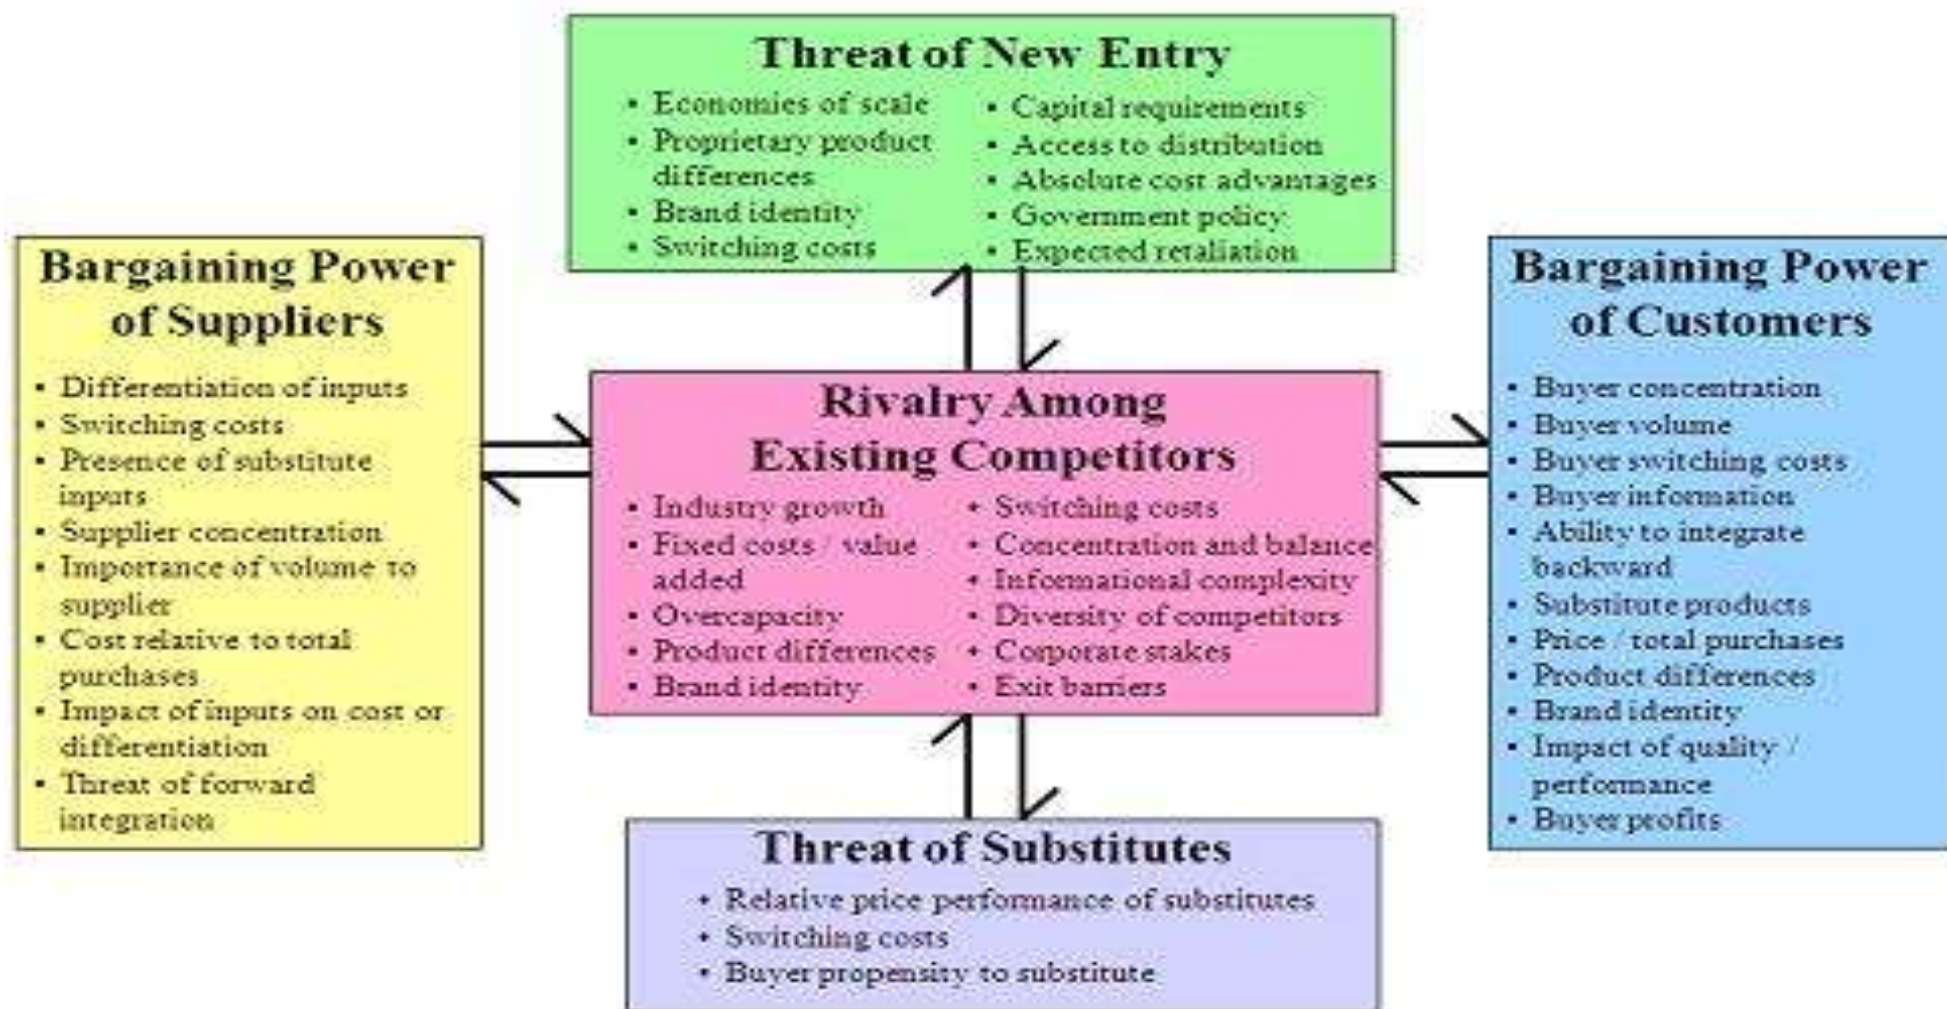 Threat of New Entry
• Economies of scale
• Proprietary product
differences
• Brand identity
• Switching costs
• Capital requirements
• Access to distribution
• Absolute cost advantages
• Government policy
• Expected retaliation
Bargaining Power
of Suppliers
• Differentiation of inputs
• Switching costs
• Presence of substitute
inputs
• Supplier concentration
• Importance of volume to
supplier
• Cost relative to total
purchases
• Impact of inputs on cost or
differentiation
• Threat of forward
integration
Rivalry Among
Existing Competitors
• Industry growth
• Fixed costs / value
added
• Overcapacity
• Product differences
• Brand identity
• Switching costs
• Concentration and balance
• Informational complexity
• Diversity of competitors
• Corporate stakes
• Exit barriers
Bargaining Power
of Customers
• Buyer concentration
• Buyer volume
• Buyer switching costs
• Buyer information
• Ability to integrate
backward
• Substitute products
• Price / total purchases
• Product differences
• Brand identity
• Impact of quality /
performance
• Buyer profits
Threat of Substitutes
• Relative price performance of substitutes
• Switching costs
• Buyer propensity to substitute